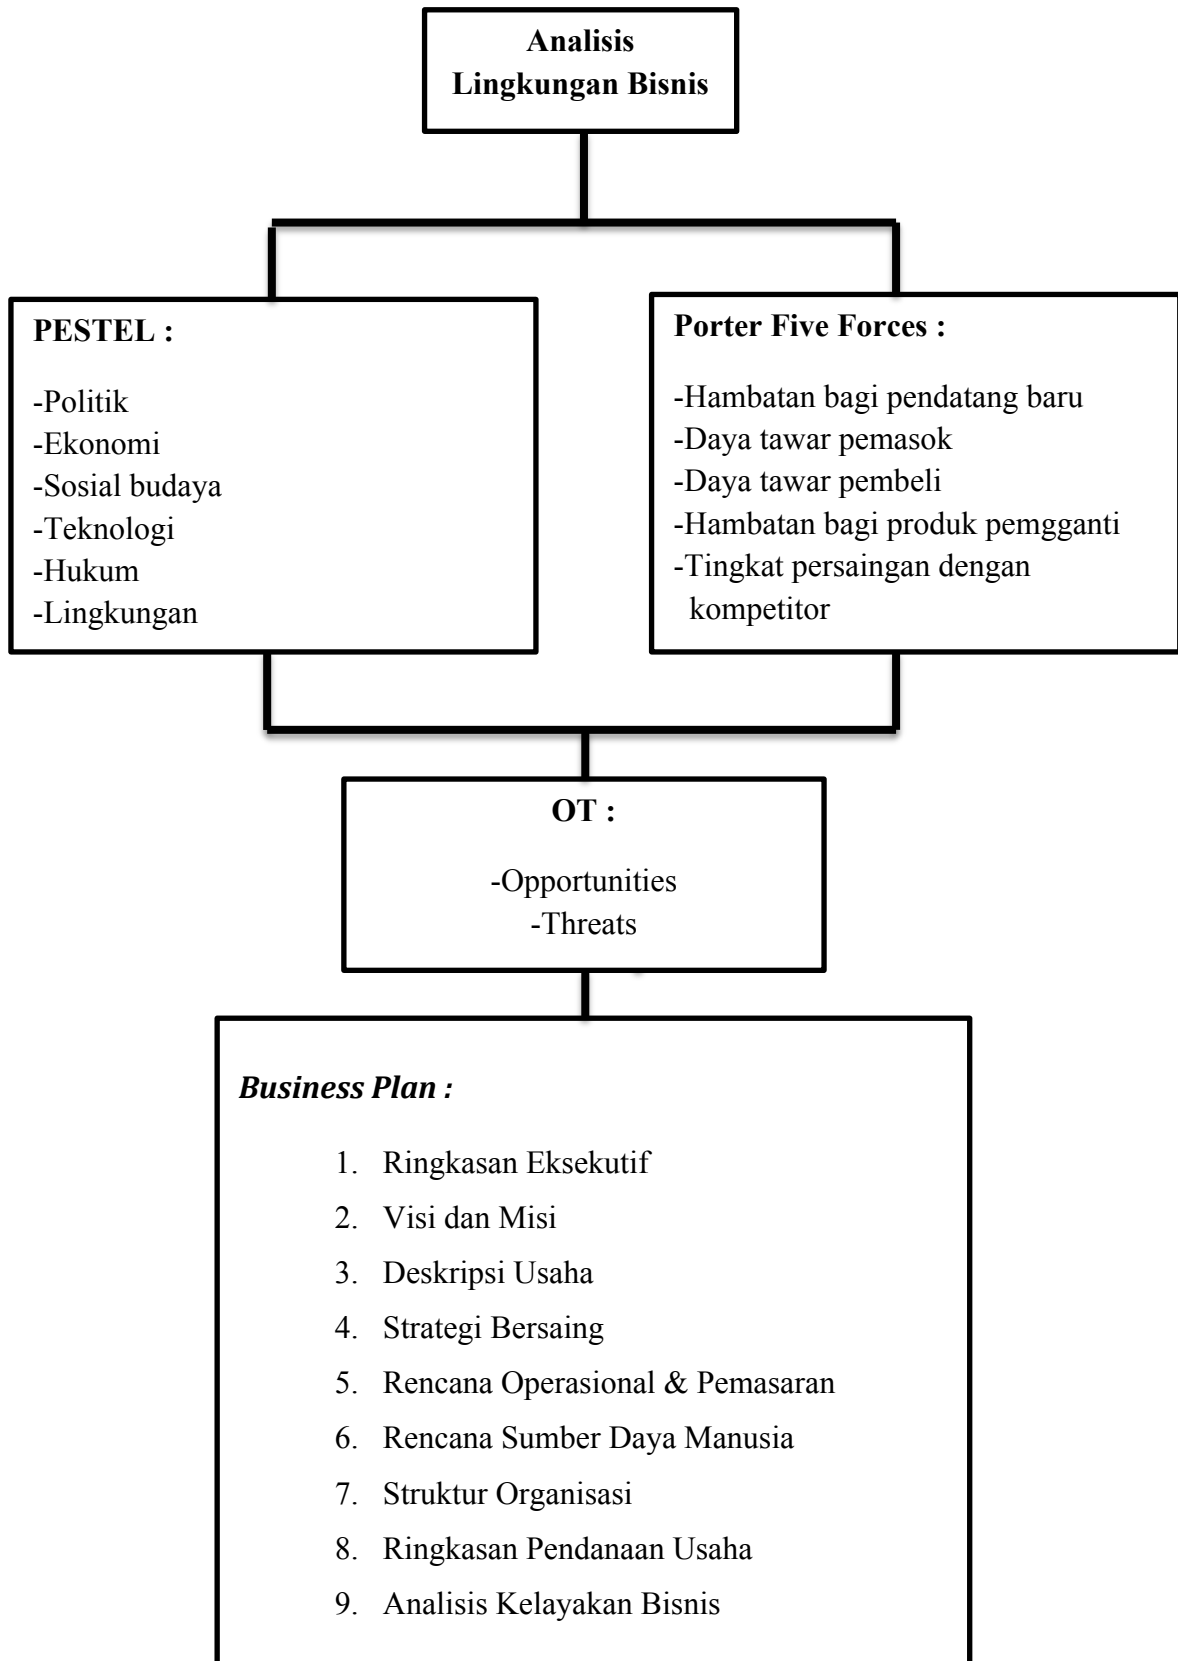 Analisis
Lingkungan Bisnis
PESTEL :
-Politik
-Ekonomi
-Sosial budaya
-Teknologi
-Hukum
-Lingkungan
Porter Five Forces :
-Hambatan bagi pendatang baru
-Daya tawar pemasok
-Daya tawar pembeli
-Hambatan bagi produk pemgganti
-Tingkat persaingan dengan
kompetitor
OT :
-Opportunities
-Threats
Business Plan :
1. Ringkasan Eksekutif
2. Visi dan Misi
3. Deskripsi Usaha
4. Strategi Bersaing
5. Rencana Operasional & Pemasaran
6. Rencana Sumber Daya Manusia
7. Struktur Organisasi
8. Ringkasan Pendanaan Usaha
9. Analisis Kelayakan Bisnis